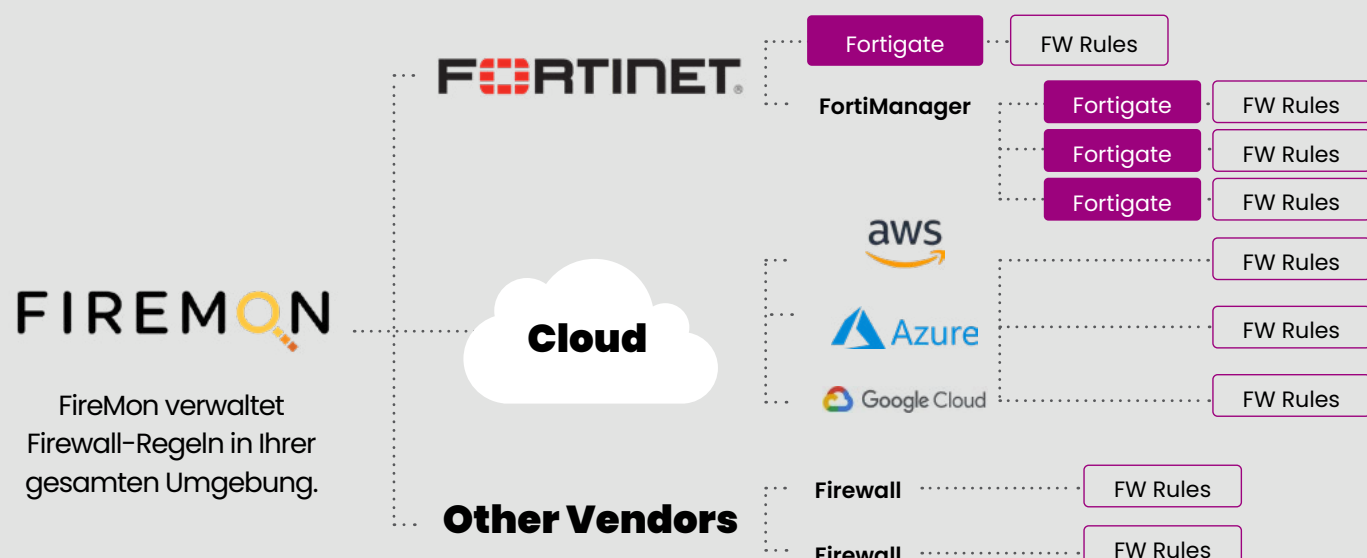 Fortigate FW Rules
FORTINET®
FortiManager Fortigate FW Rules
Fortigate FW Rules
Fortigate FW Rules
aws FW Rules
FIREMON
Cloud
Azure FW Rules
Google Cloud FW Rules
FireMon verwaltet
Firewall-Regeln in Ihrer
gesamten Umgebung.
Other Vendors
Firewall FW Rules
Firewall FW Rules